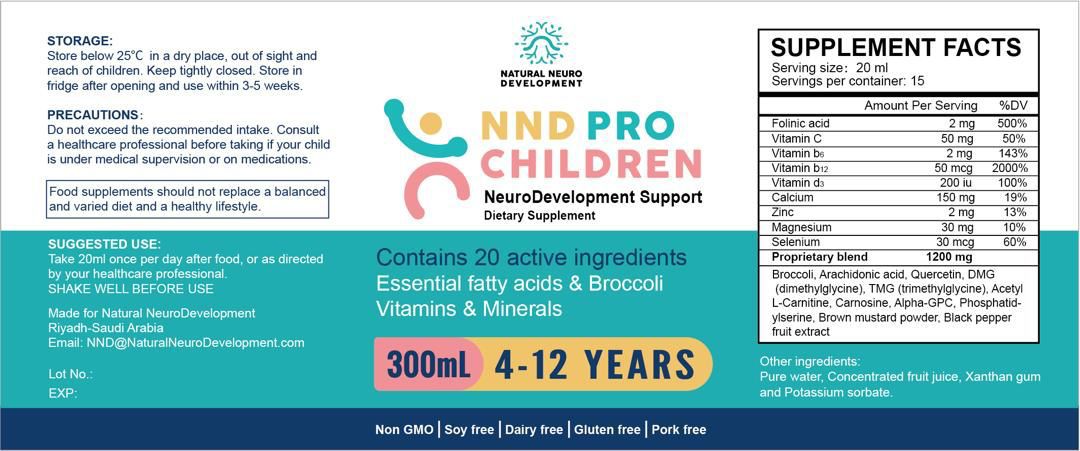 STORAGE:
Store below 25℃ in a dry place, out of sight and
reach of children. Keep tightly closed. Store in
fridge after opening and use within 3-5 weeks.
PRECAUTIONS:
Do not exceed the recommended intake. Consult
a healthcare professional before taking if your child
is under medical supervision or on medications.
Food supplements should not replace a balanced
and varied diet and a healthy lifestyle.
SUGGESTED USE:
Take 20ml once per day after food, or as directed
by your healthcare professional.
SHAKE WELL BEFORE USE
Made for Natural NeuroDevelopment
Riyadh-Saudi Arabia
Email: NND@NaturalNeuroDevelopment.com
Lot No.:
EXP:
NATURAL NEURO
DEVELOPMENT
NND PRO
CHILDREN
NeuroDevelopment Support
Dietary Supplement
Contains 20 active ingredients
Essential fatty acids & Broccoli
Vitamins & Minerals
300mL 4-12 YEARS
SUPPLEMENT FACTS
Serving size: 20 ml
Servings per container: 15
Amount Per Serving %DV
Folinic acid 2 mg 500%
Vitamin C 50 mg 50%
Vitamin b6 2 mg 143%
Vitamin b12 50 mcg 2000%
Vitamin d3 200 iu 100%
Calcium 150 mg 19%
Zinc 2 mg 13%
Magnesium 30 mg 10%
Selenium 30 mcg 60%
Proprietary blend 1200 mg
Broccoli, Arachidonic acid, Quercetin, DMG
(dimethylglycine), TMG (trimethylglycine), Acetyl
L-Carnitine, Carnosine, Alpha-GPC, Phosphatid-
ylserine, Brown mustard powder, Black pepper
fruit extract
Other ingredients:
Pure water, Concentrated fruit juice, Xanthan gum
and Potassium sorbate.
Non GMO | Soy free | Dairy free | Gluten free | Pork free